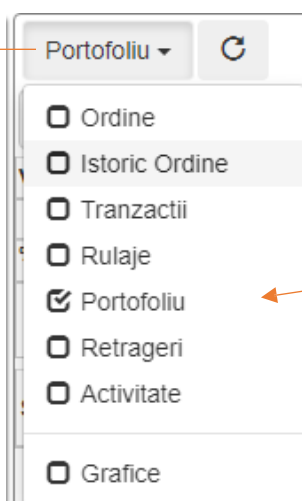 Portofoliu
Ordine
Istoric Ordine
Tranzactii
Rulaje
Portofoliu
Retrageri
Activitate
Grafice